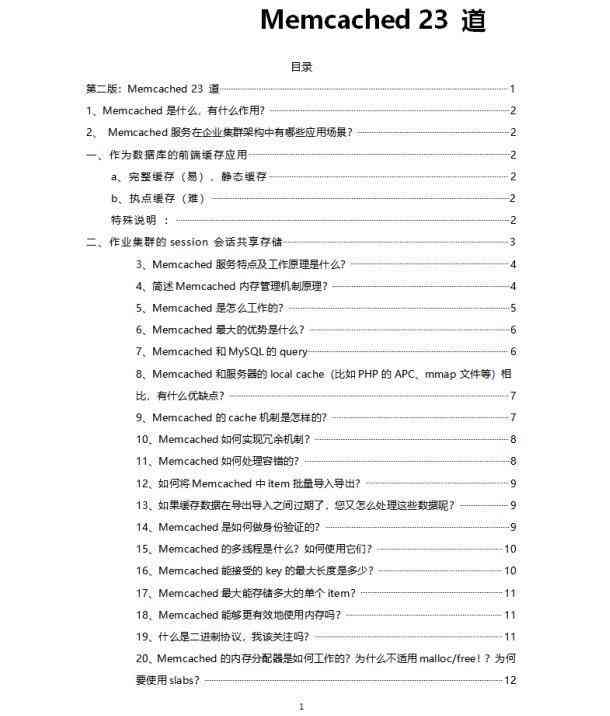 Memcached 23 道
目录
第二版：Memcached 23 道 1
1、Memcached 是什么，有什么作用？ 2
2、 Memcached 服务在企业集群架构中有哪些应用场景？ 2
一、作为数据库的前端缓存应用 2
a、完整缓存（易），静态缓存 2
b、执点缓存（难） 2
特殊说明 ： 2
二、作业集群的 session 会话共享存储 3
3、Memcached 服务特点及工作原理是什么？ 4
4、简述 Memcached 内存管理机制原理？ 4
5、Memcached 是怎么工作的？ 5
6、Memcached 最大的优势是什么？ 6
7、Memcached 和 MySQL 的 query 6
8、Memcached 和服务器的 local cache（比如 PHP 的 APC、mmap 文件等）相
比，有什么优缺点？ 7
9、Memcached 的 cache 机制是怎样的？ 7
10、Memcached 如何实现冗余机制？ 8
11、Memcached 如何处理容错的？ 8
12、如何将 Memcached 中 item 批量导入导出？ 9
13、如果缓存数据在导出导入之间过期了，您又怎么处理这些数据呢？ 9
14、Memcached 是如何做身份验证的？ 9
15、Memcached 的多线程是什么？如何使用它们？ 10
16、Memcached 能接受的 key 的最大长度是多少？ 10
17、Memcached 最大能存储多大的单个 item？ 11
18、Memcached 能够更有效地使用内存吗？ 11
19、什么是二进制协议，我该关注吗？ 11
20、Memcached 的内存分配器是如何工作的？为什么不适用 malloc/free！？为何
要使用 slabs？ 12
1